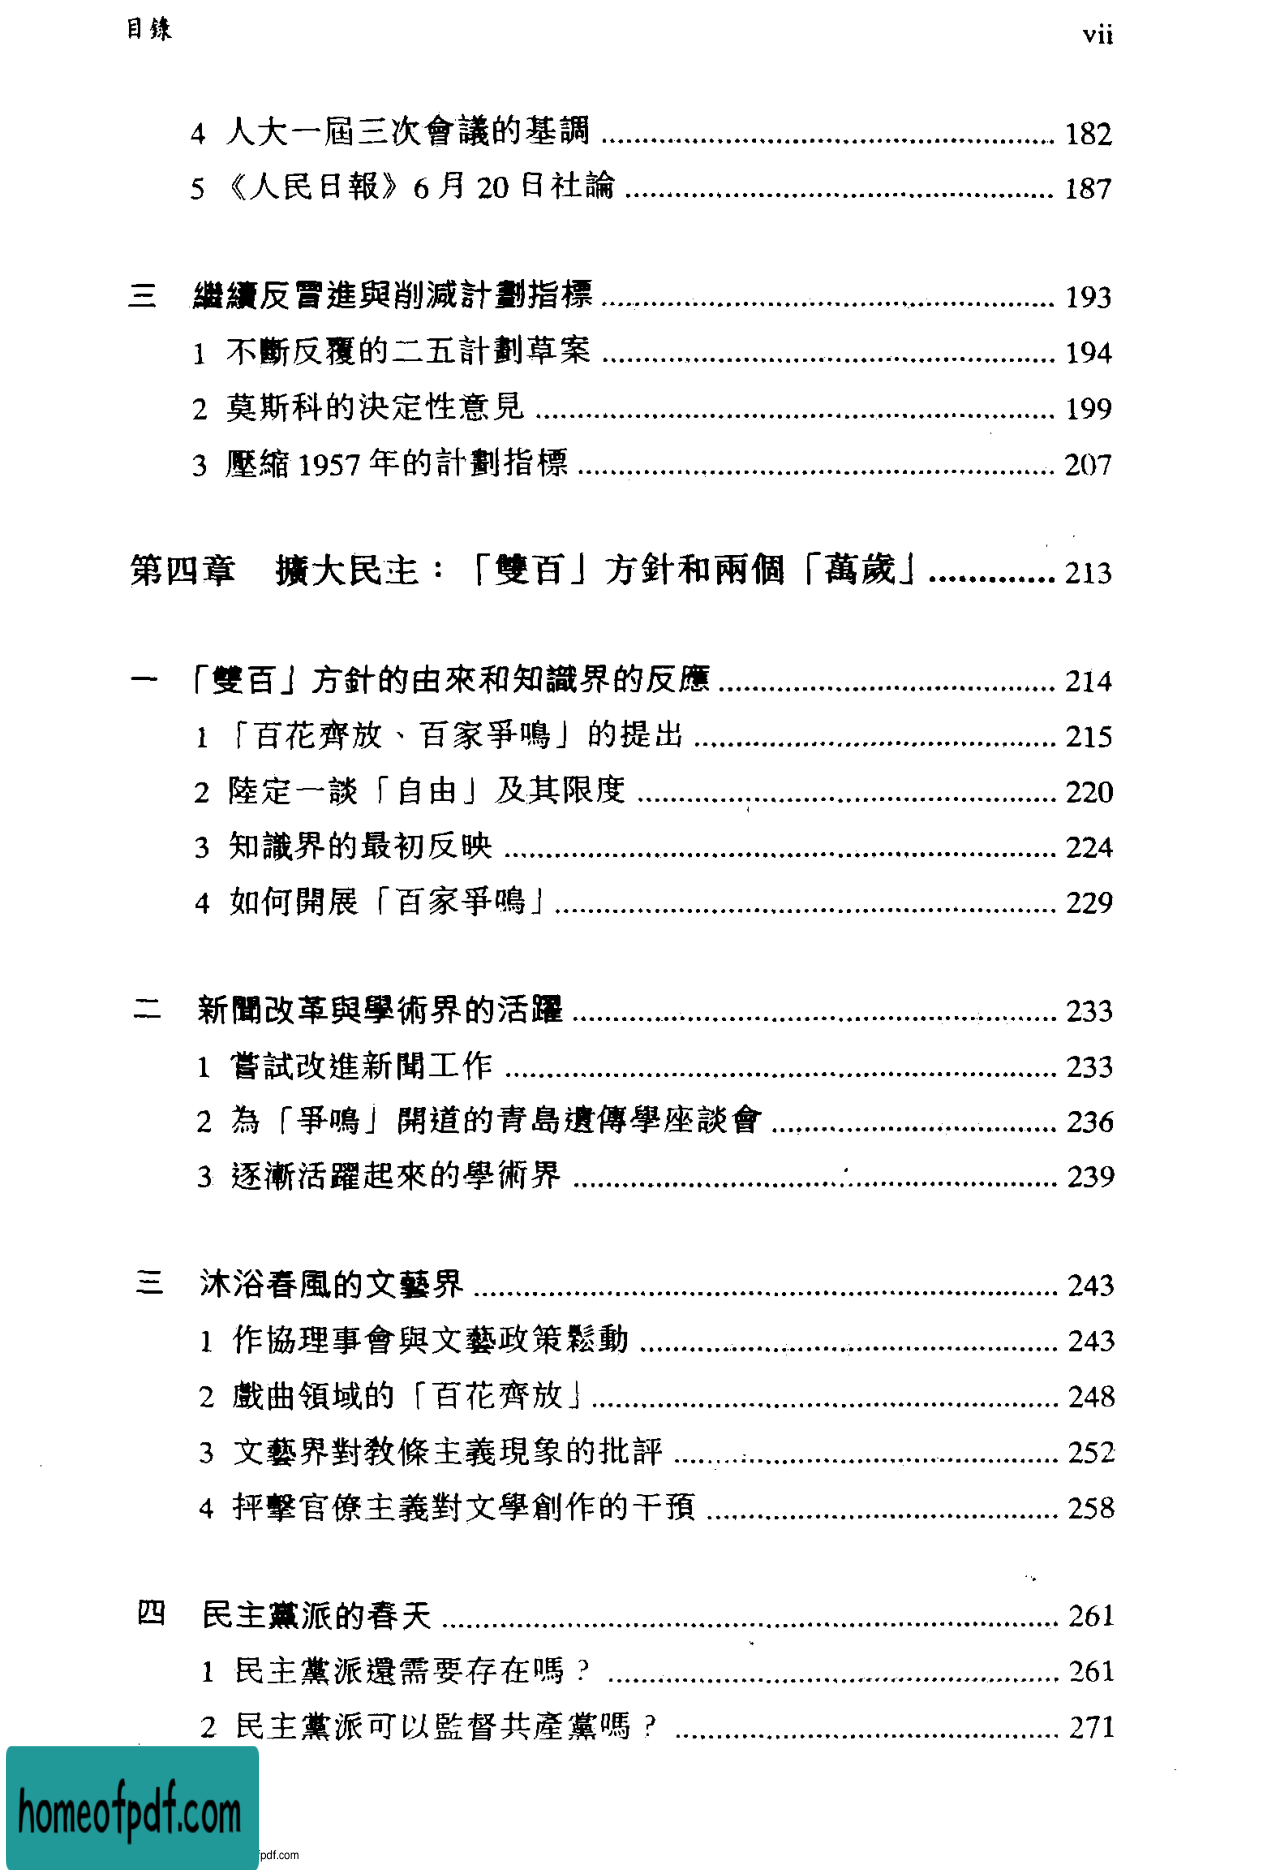 目錄 vii
4 人大一屆三次會議的基調 182
5 《人民日報》6月20日社論 187
三 繼續反冒進與削減計劃指標 193
1 不斷反覆的二五計劃草案 194
2 莫斯科的決定性意見 199
3 壓縮1957年的計劃指標 207
第四章 擴大民主：「雙百」方針和兩個「萬歲」 213
一 「雙百」方針的由來和知識界的反應 214
1 「百花齊放、百家爭鳴」的提出 215
2 陸定一談「自由」及其限度 220
3 知識界的最初反映 224
4 如何開展「百家爭鳴」 229
二 新聞改革與學術界的活躍 233
1 嘗試改進新聞工作 233
2 為「爭鳴」開道的青島遺傳學座談會 236
3 逐漸活躍起來的學術界 239
三 沐浴春風的文藝界 243
1 作協理事會與文藝政策鬆動 243
2 戲曲領域的「百花齊放」 248
3 文藝界對教條主義現象的批評 252
4 抨擊官僚主義對文學創作的干預 258
四 民主黨派的春天 261
1 民主黨派還需要存在嗎？ 261
2 民主黨派可以監督共產黨嗎？ 271
homeofpdf.com
pdf.com